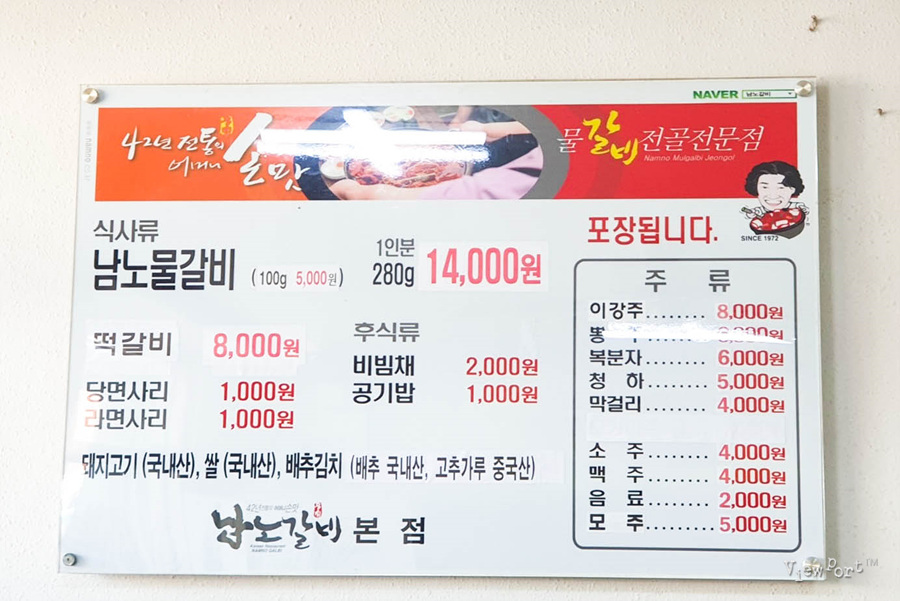 NAVER 남노갈비
42년 전통의
어머니 손맛
물갈비전골전문점
Namno Mulgalbi Jeongol
식사류
남노물갈비 (100g 5,000원) 1인분 280g 14,000원
떡갈비 8,000원
당면사리 1,000원
라면사리 1,000원
후식류
비빔채 2,000원
공기밥 1,000원
돼지고기 (국내산), 쌀 (국내산), 배추김치 (배추 국내산, 고추가루 중국산)
남노갈비 본점
포장됩니다.
SINCE 1972
주 류
이강주........ 8,000원
복분자........ 6,000원
청 하........ 5,000원
막걸리........ 4,000원
소 주........ 4,000원
맥 주........ 4,000원
음 료........ 2,000원
모 주........ 5,000원
ViewPort™